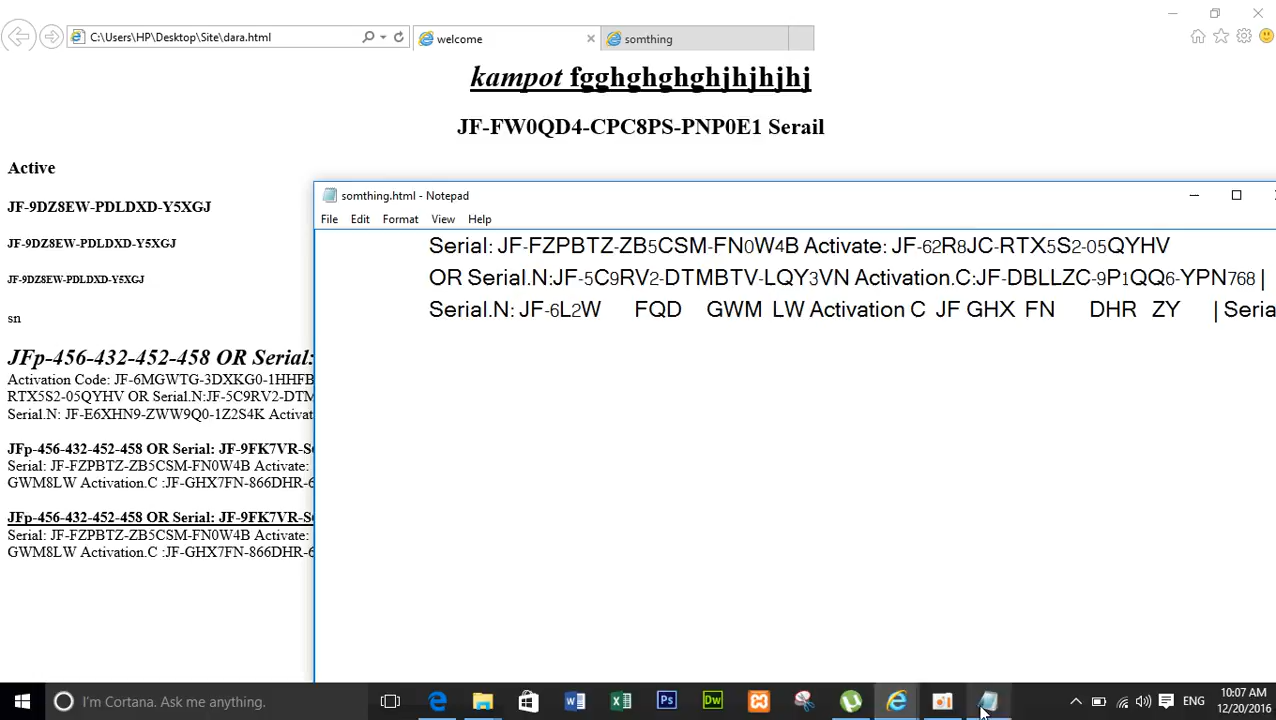 C:\Users\HP\Desktop\Site\dara.html
welcome
somthing
kampot fgghghghghjhjhjhj
JF-FW0QD4-CPC8PS-PNP0E1 Serail
Active
JF-9DZ8EW-PDLDXD-Y5XGJ
JF-9DZ8EW-PDLDXD-Y5XGJ
JF-9DZ8EW-PDLDXD-Y5XGJ
sn
JFp-456-432-452-458 OR Serial:
Activation Code: JF-6MGWTG-3DXKG0-1HHFB
RTX5S2-05QYHV OR Serial.N:JF-5C9RV2-DTM
Serial.N: JF-E6XHN9-ZWW9Q0-1Z2S4K Activat
JFp-456-432-452-458 OR Serial: JF-9FK7VR-S
Serial: JF-FZPBTZ-ZB5CSM-FN0W4B Activate:
GWM8LW Activation.C :JF-GHX7FN-866DHR-6
JFp-456-432-452-458 OR Serial: JF-9FK7VR-S
Serial: JF-FZPBTZ-ZB5CSM-FN0W4B Activate:
GWM8LW Activation.C :JF-GHX7FN-866DHR-6
somthing.html - Notepad
File Edit Format View Help
Serial: JF-FZPBTZ-ZB5CSM-FN0W4B Activate: JF-62R8JC-RTX5S2-05QYHV
OR Serial.N:JF-5C9RV2-DTMBTV-LQY3VN Activation.C:JF-DBLLZC-9P1QQ6-YPN768 |
Serial.N: JF-6L2W FQD GWM LW Activation C JF GHX FN DHR ZY | Seria
I'm Cortana. Ask me anything.
ENG
10:07 AM
12/20/2016